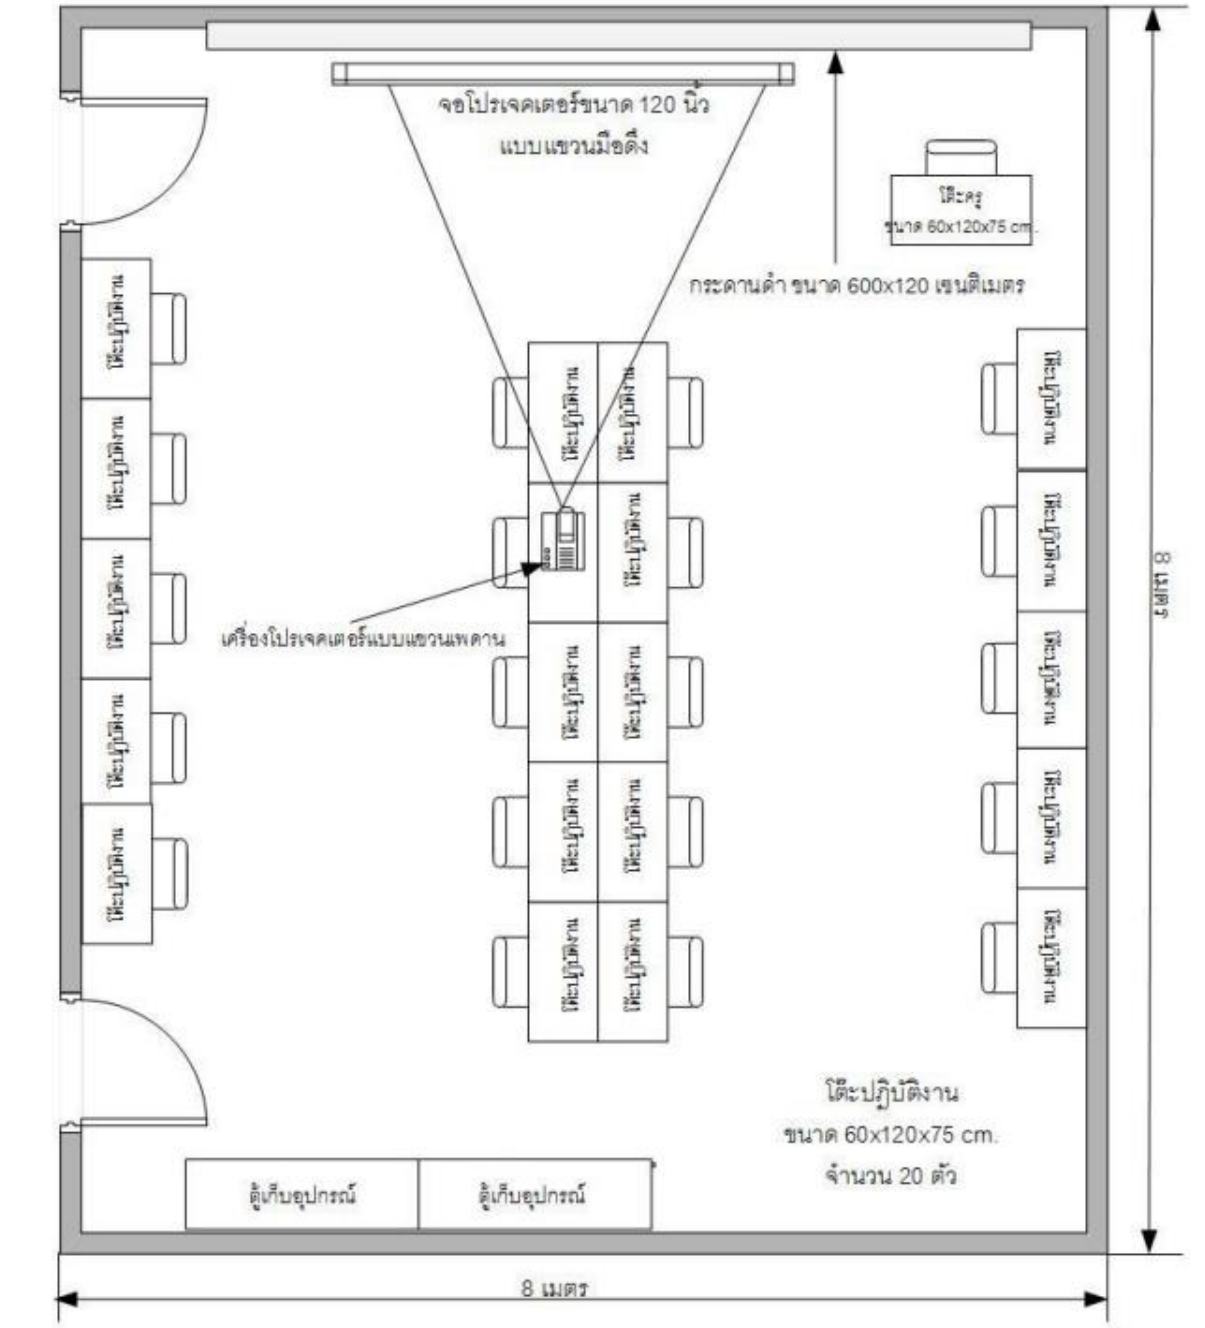 จอโปรเจคเตอร์ขนาด 120 นิ้ว
แบบแขวนมือดึง
โต๊ะครู
ขนาด 60x120x75 cm.
กระดานดำ ขนาด 600x120 เซนติเมตร
โต๊ะปฏิบัติงาน
โต๊ะปฏิบัติงาน
โต๊ะปฏิบัติงาน
โต๊ะปฏิบัติงาน
โต๊ะปฏิบัติงาน
โต๊ะปฏิบัติงาน
โต๊ะปฏิบัติงาน
โต๊ะปฏิบัติงาน
โต๊ะปฏิบัติงาน
โต๊ะปฏิบัติงาน
โต๊ะปฏิบัติงาน
โต๊ะปฏิบัติงาน
โต๊ะปฏิบัติงาน
โต๊ะปฏิบัติงาน
เครื่องโปรเจคเตอร์แบบแขวนเพดาน
โต๊ะปฏิบัติงาน
โต๊ะปฏิบัติงาน
โต๊ะปฏิบัติงาน
โต๊ะปฏิบัติงาน
โต๊ะปฏิบัติงาน
8 เมตร
โต๊ะปฏิบัติงาน
ขนาด 60x120x75 cm.
จำนวน 20 ตัว
ตู้เก็บอุปกรณ์
ตู้เก็บอุปกรณ์
8 เมตร